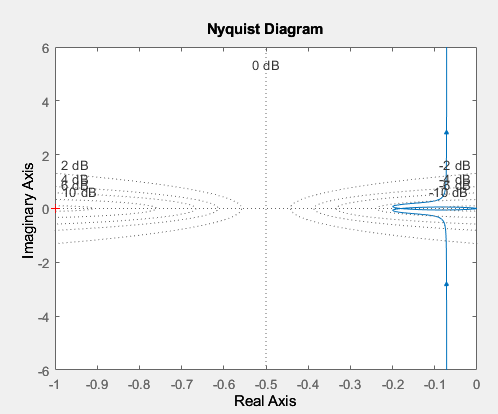 Nyquist Diagram
6
4
2
0
-2
-4
-6
0 dB
2 dB
4 dB
6 dB
10 dB
-2 dB
-4 dB
-6 dB
-10 dB
-1
-0.9
-0.8
-0.7
-0.6
-0.5
-0.4
-0.3
-0.2
-0.1
0
Real Axis
Imaginary Axis